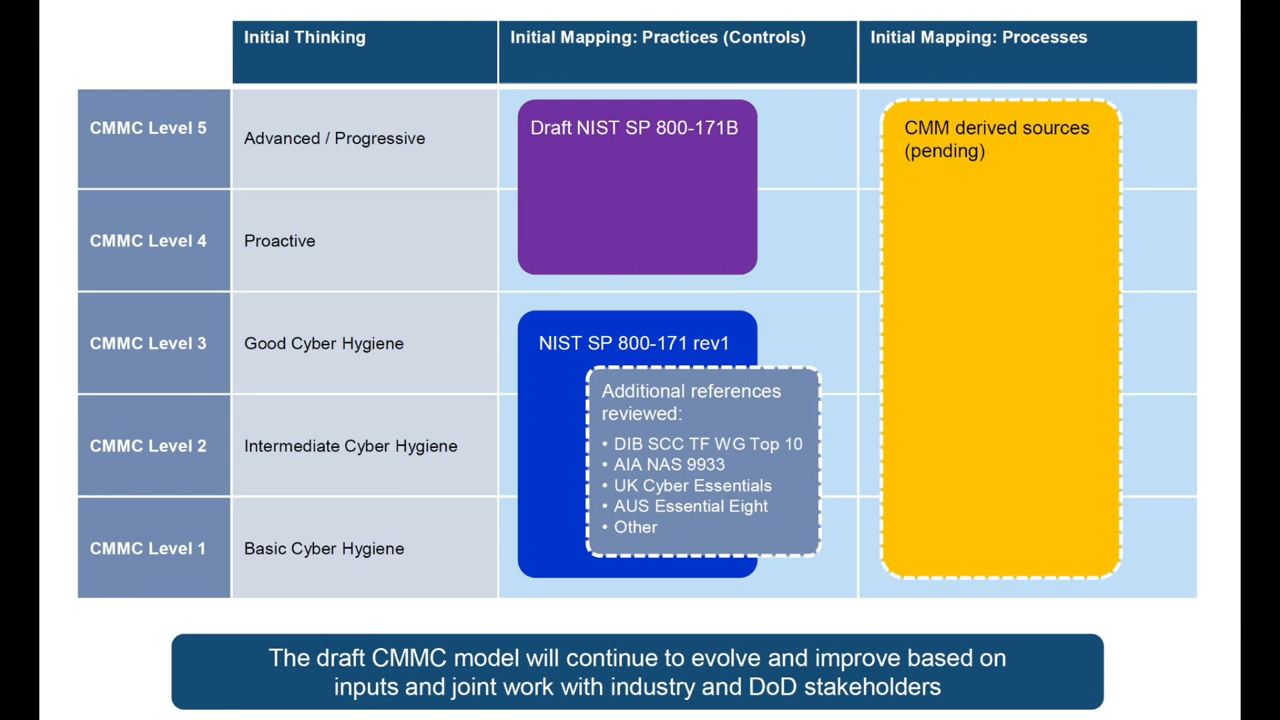 Initial Thinking
Initial Mapping: Practices (Controls)
Initial Mapping: Processes
CMMC Level 5
Advanced / Progressive
Draft NIST SP 800-171B
CMM derived sources
(pending)
CMMC Level 4
Proactive
CMMC Level 3
Good Cyber Hygiene
NIST SP 800-171 rev1
Additional references
reviewed:
• DIB SCC TF WG Top 10
• AIA NAS 9933
• UK Cyber Essentials
• AUS Essential Eight
• Other
CMMC Level 2
Intermediate Cyber Hygiene
CMMC Level 1
Basic Cyber Hygiene
The draft CMMC model will continue to evolve and improve based on
inputs and joint work with industry and DoD stakeholders